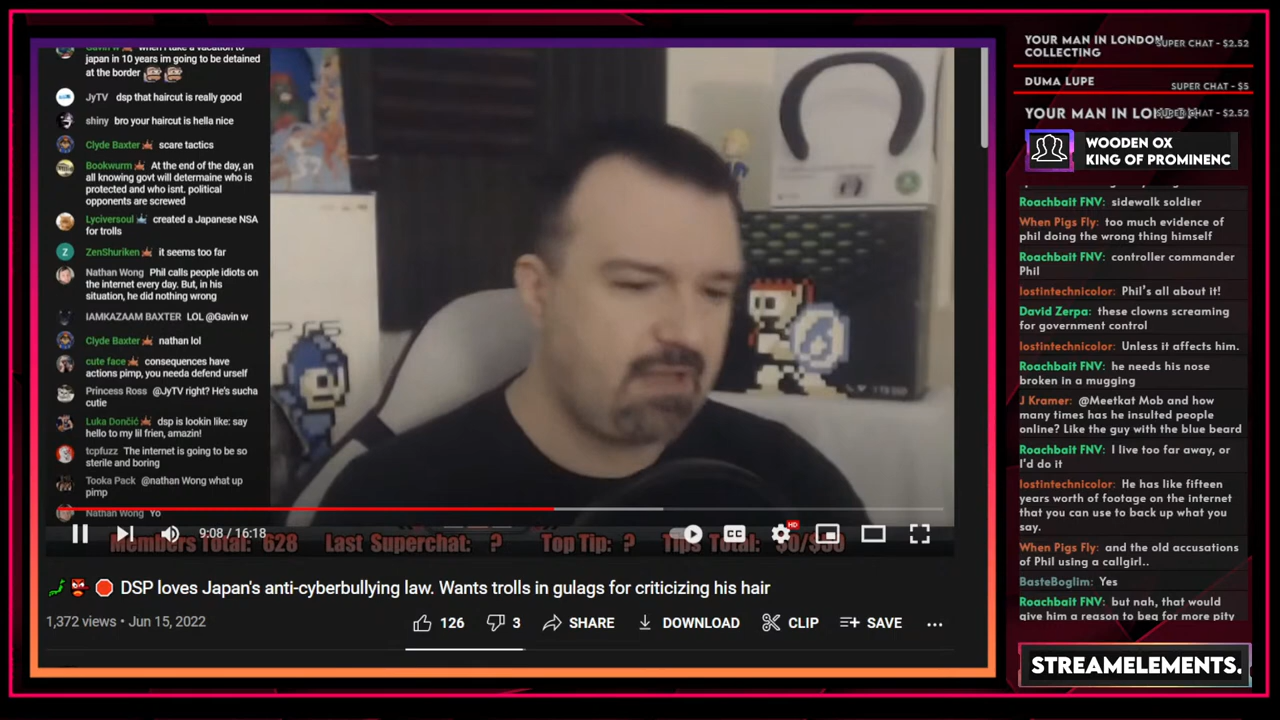 Gavin w when i take a vacation to
japan in 10 years im going to be detained
at the border
JyTV dsp that haircut is really good
shiny bro your haircut is hella nice
Clyde Baxter scare tactics
Bookwurm At the end of the day, an
all knowing govt will determine who is
protected and who isnt. political
opponents are screwed
Lyciversoul created a Japanese NSA
for trolls
ZenShuriken it seems too far
Nathan Wong Phil calls people idiots on
the internet every day. But, in his
situation, he did nothing wrong
IAMKAZAAM BAXTER LOL @Gavin w
Clyde Baxter nathan lol
cute face consequences have
actions pimp, you needa defend urself
Princess Ross @JyTV right? He's sucha
cutie
Luka Dončić dsp is lookin like: say
hello to my lil frien, amazin!
tcpfuzz The internet is going to be so
sterile and boring
Tooka Pack @nathan Wong what up
pimp
Nathan Wong Yo
9:08 / 16:18
CC
HD
Members Total: 628 Last Superchat: ? Top Tip: ? Tips Total: $0/$50
DSP loves Japan's anti-cyberbullying law. Wants trolls in gulags for criticizing his hair
1,372 views • Jun 15, 2022
126
3
SHARE
DOWNLOAD
CLIP
SAVE
YOUR MAN IN LONDON
COLLECTING
SUPER CHAT - $2.52
DUMA LUPE
SUPER CHAT - $5
YOUR MAN IN LONDON
SUPER CHAT - $2.52
WOODEN OX
KING OF PROMINENC
Roachbait FNV: sidewalk soldier
When Pigs Fly: too much evidence of
phil doing the wrong thing himself
Roachbait FNV: controller commander
Phil
lostintechnicolor: Phil's all about it!
David Zerpa: these clowns screaming
for government control
lostintechnicolor: Unless it affects him.
Roachbait FNV: he needs his nose
broken in a mugging
J Kramer: @Meetkat Mob and how
many times has he insulted people
online? Like the guy with the blue beard
Roachbait FNV: I live too far away, or
I'd do it
lostintechnicolor: He has like fifteen
years worth of footage on the internet
that you can use to back up what you
say.
When Pigs Fly: and the old accusations
of Phil using a callgirl..
BasteBoglim: Yes
Roachbait FNV: but nah, that would
give him a reason to beg for more pity
STREAMELEMENTS.